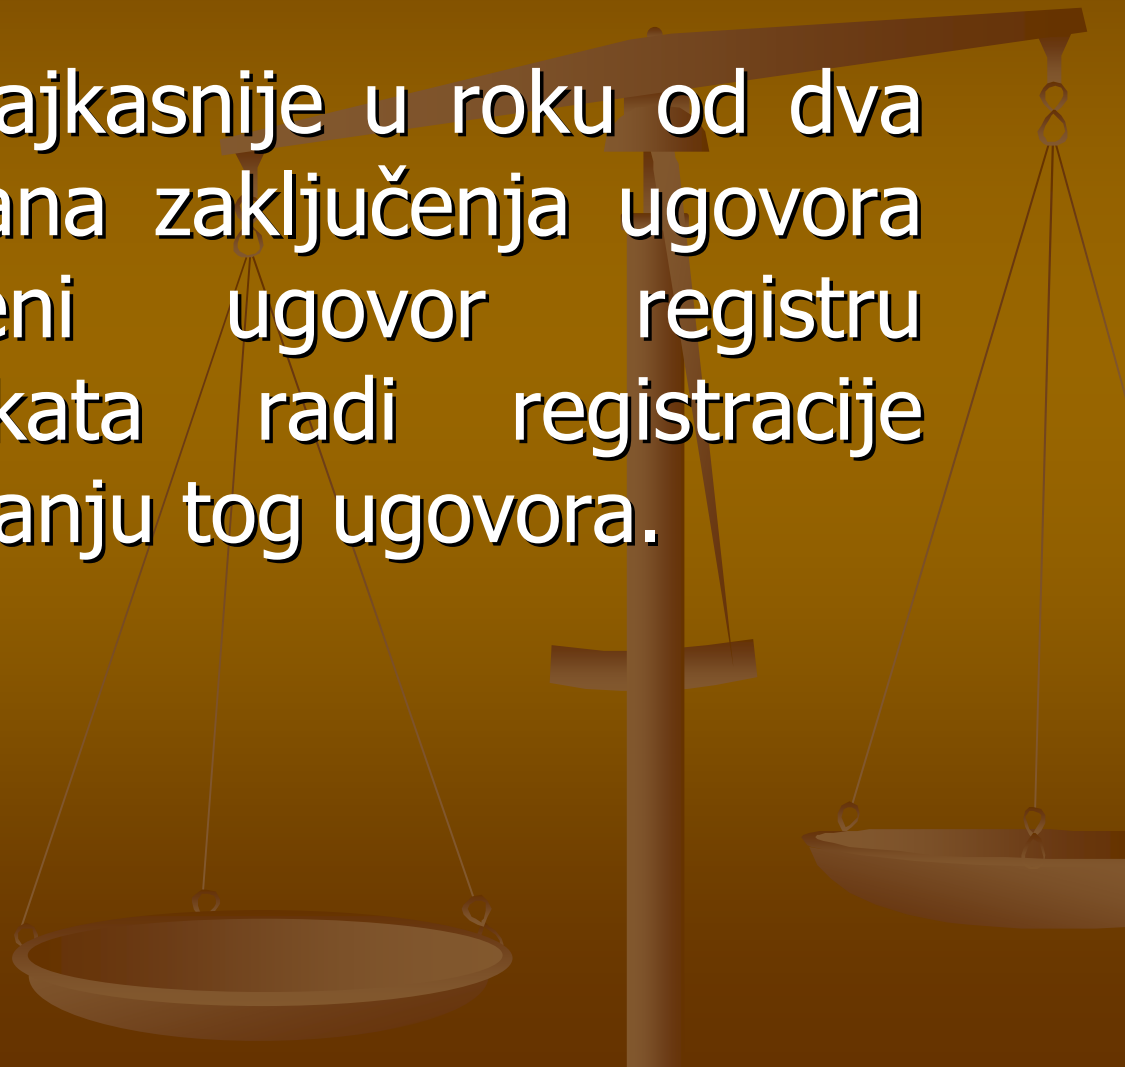 ajkasnije u roku od dva
ana zaključenja ugovora
eni ugovor registru
kata radi registracije
anju tog ugovora.